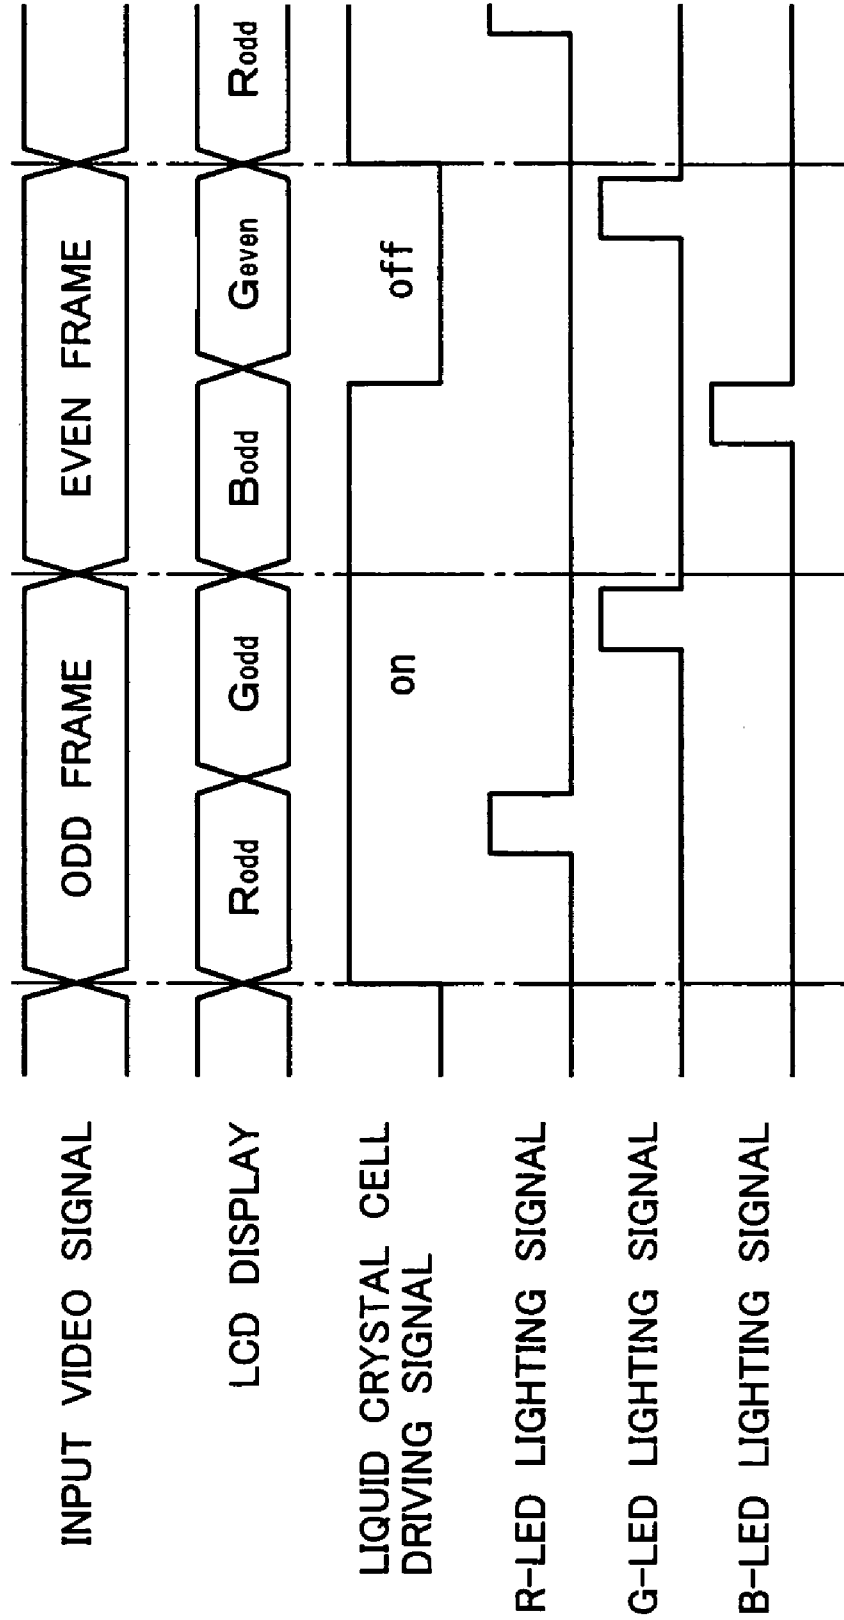 INPUT VIDEO SIGNAL
ODD FRAME
EVEN FRAME
LCD DISPLAY
Rodd
Godd
Bodd
Geven
Rodd
LIQUID CRYSTAL CELL
DRIVING SIGNAL
on
off
R-LED LIGHTING SIGNAL
G-LED LIGHTING SIGNAL
B-LED LIGHTING SIGNAL